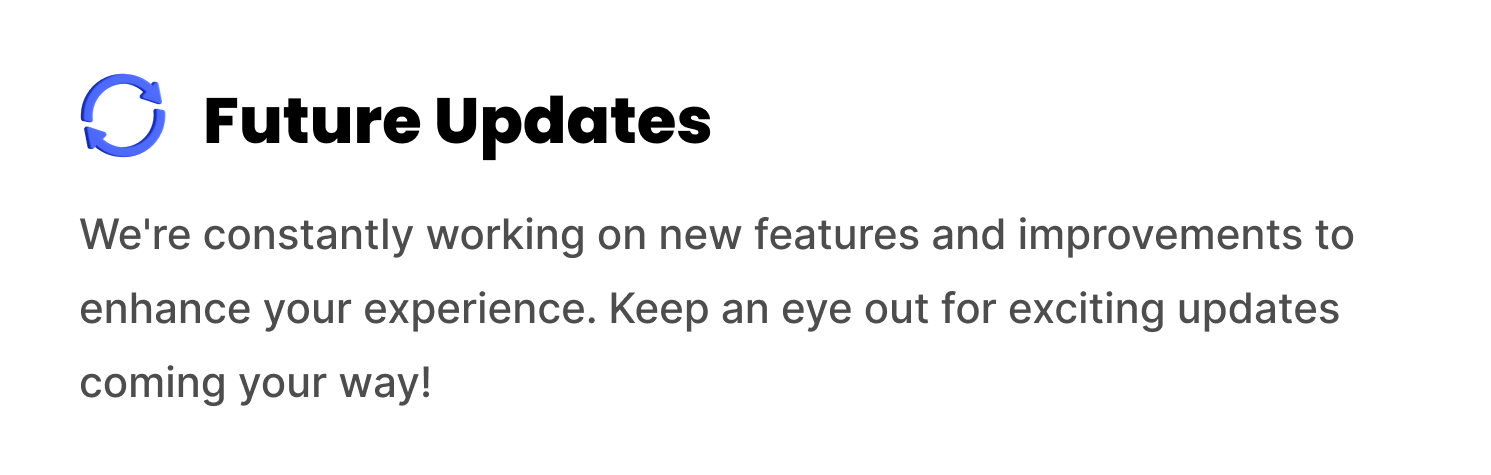 Future Updates
We're constantly working on new features and improvements to
enhance your experience. Keep an eye out for exciting updates
coming your way!